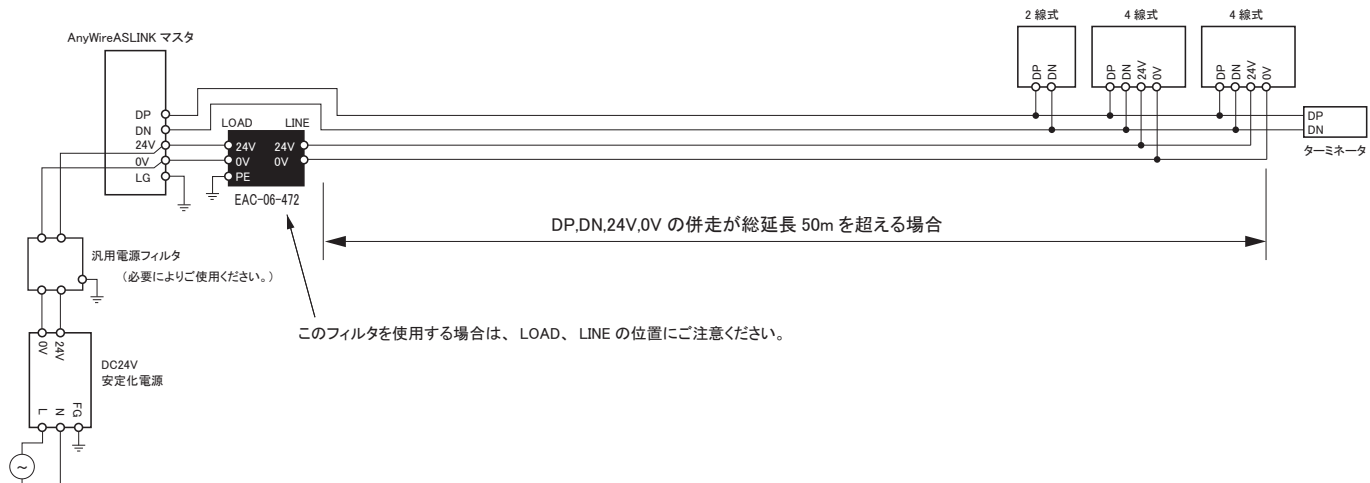 AnyWireASLINK マスタ
DP
DN
24V
0V
LG
LOAD LINE
24V 24V
0V 0V
PE
EAC-06-472
2 線式
DP
DN
4 線式
DP
DN
24V
0V
4 線式
DP
DN
24V
0V
DP
DN
ターミネータ
DP,DN,24V,0V の併走が総延長 50m を超える場合
汎用電源フィルタ
（必要によりご使用ください。）
このフィルタを使用する場合は、 LOAD、 LINE の位置にご注意ください。
0V
24V
DC24V
安定化電源
L
N
FG
~